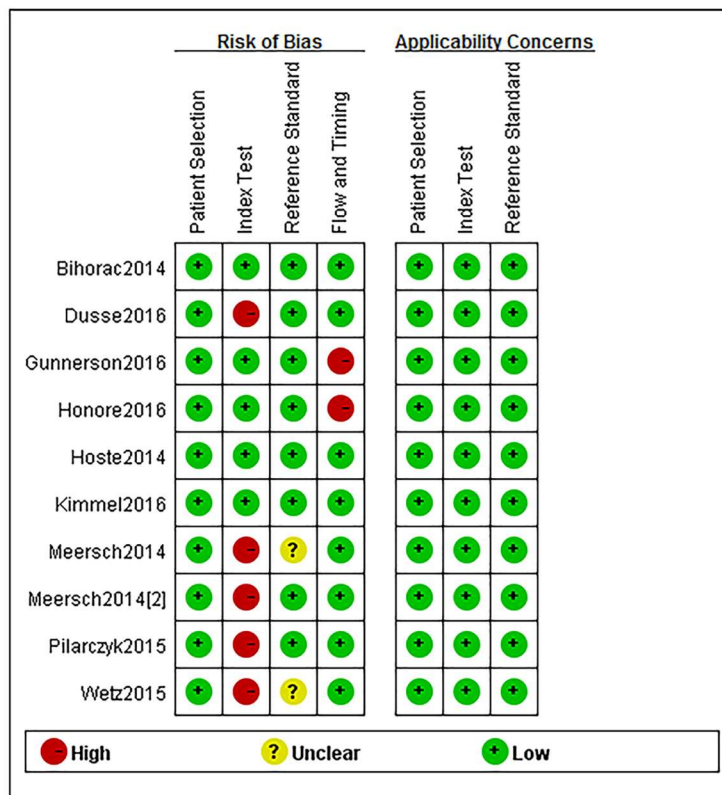 Risk of Bias Applicability Concerns
Patient Selection
Index Test
Reference Standard
Flow and Timing
Patient Selection
Index Test
Reference Standard
Bihorac2014 + + + + + + +
Dusse2016 + - + + + + +
Gunnerson2016 + + + - + + +
Honore2016 + + + - + + +
Hoste2014 + + + + + + +
Kimmel2016 + + + + + + +
Meersch2014 + - ? + + + +
Meersch2014[2] + - + + + + +
Pilarczyk2015 + - + + + + +
Wetz2015 + - ? + + + +
- High ? Unclear + Low